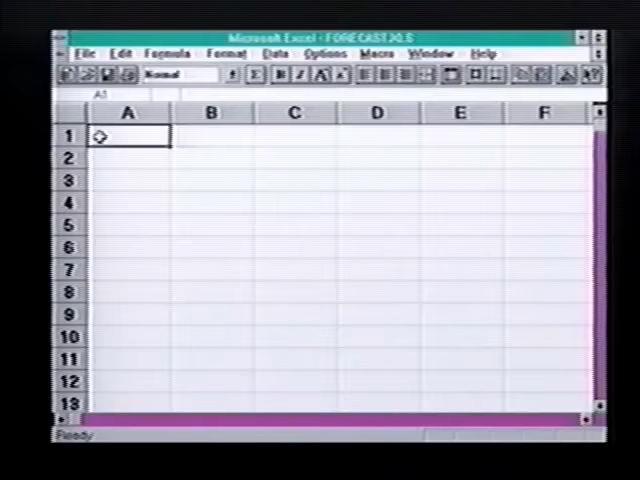 Microsoft Excel - FORECAST.XLS
File Edit Formula Format Data Options Macro Window Help
Normal
A1
A B C D E F
1
2
3
4
5
6
7
8
9
10
11
12
13
Ready